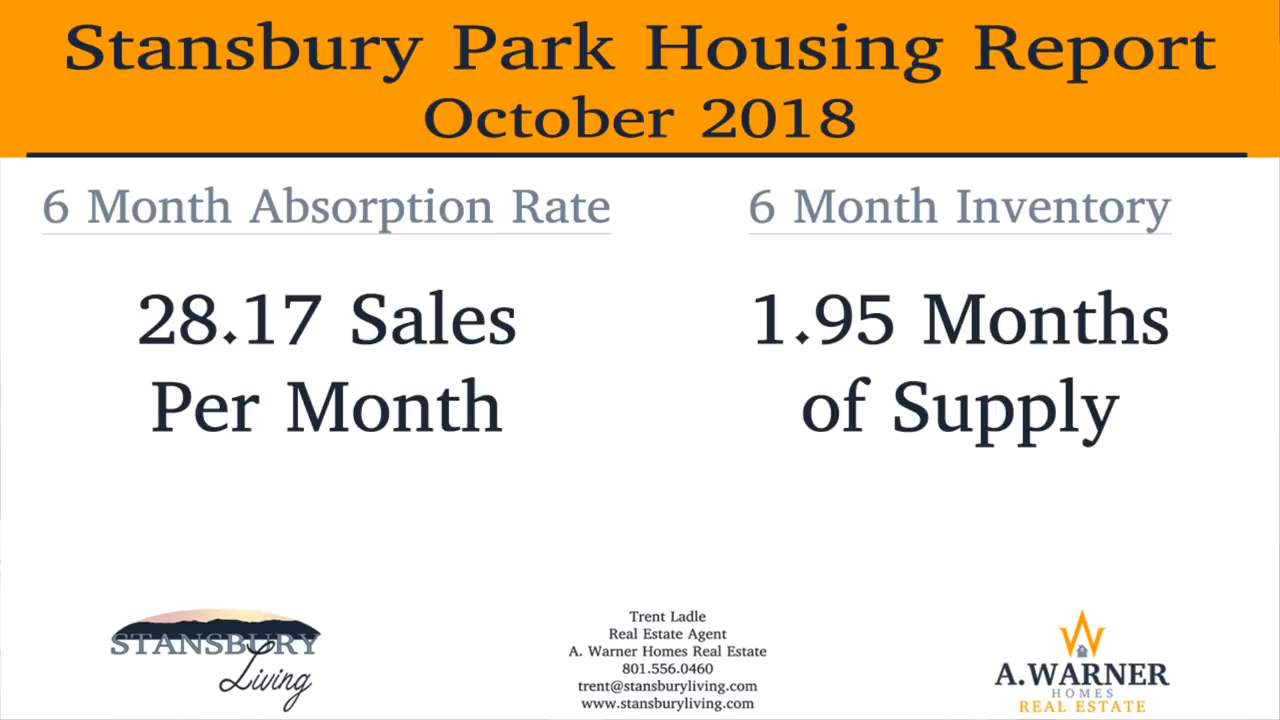 Stansbury Park Housing Report
October 2018
6 Month Absorption Rate
28.17 Sales
Per Month
6 Month Inventory
1.95 Months
of Supply
STANSBURY
Living
Trent Ladle
Real Estate Agent
A. Warner Homes Real Estate
801.556.0460
trent@stansburyliving.com
www.stansburyliving.com
A.WARNER
HOMES
REAL ESTATE